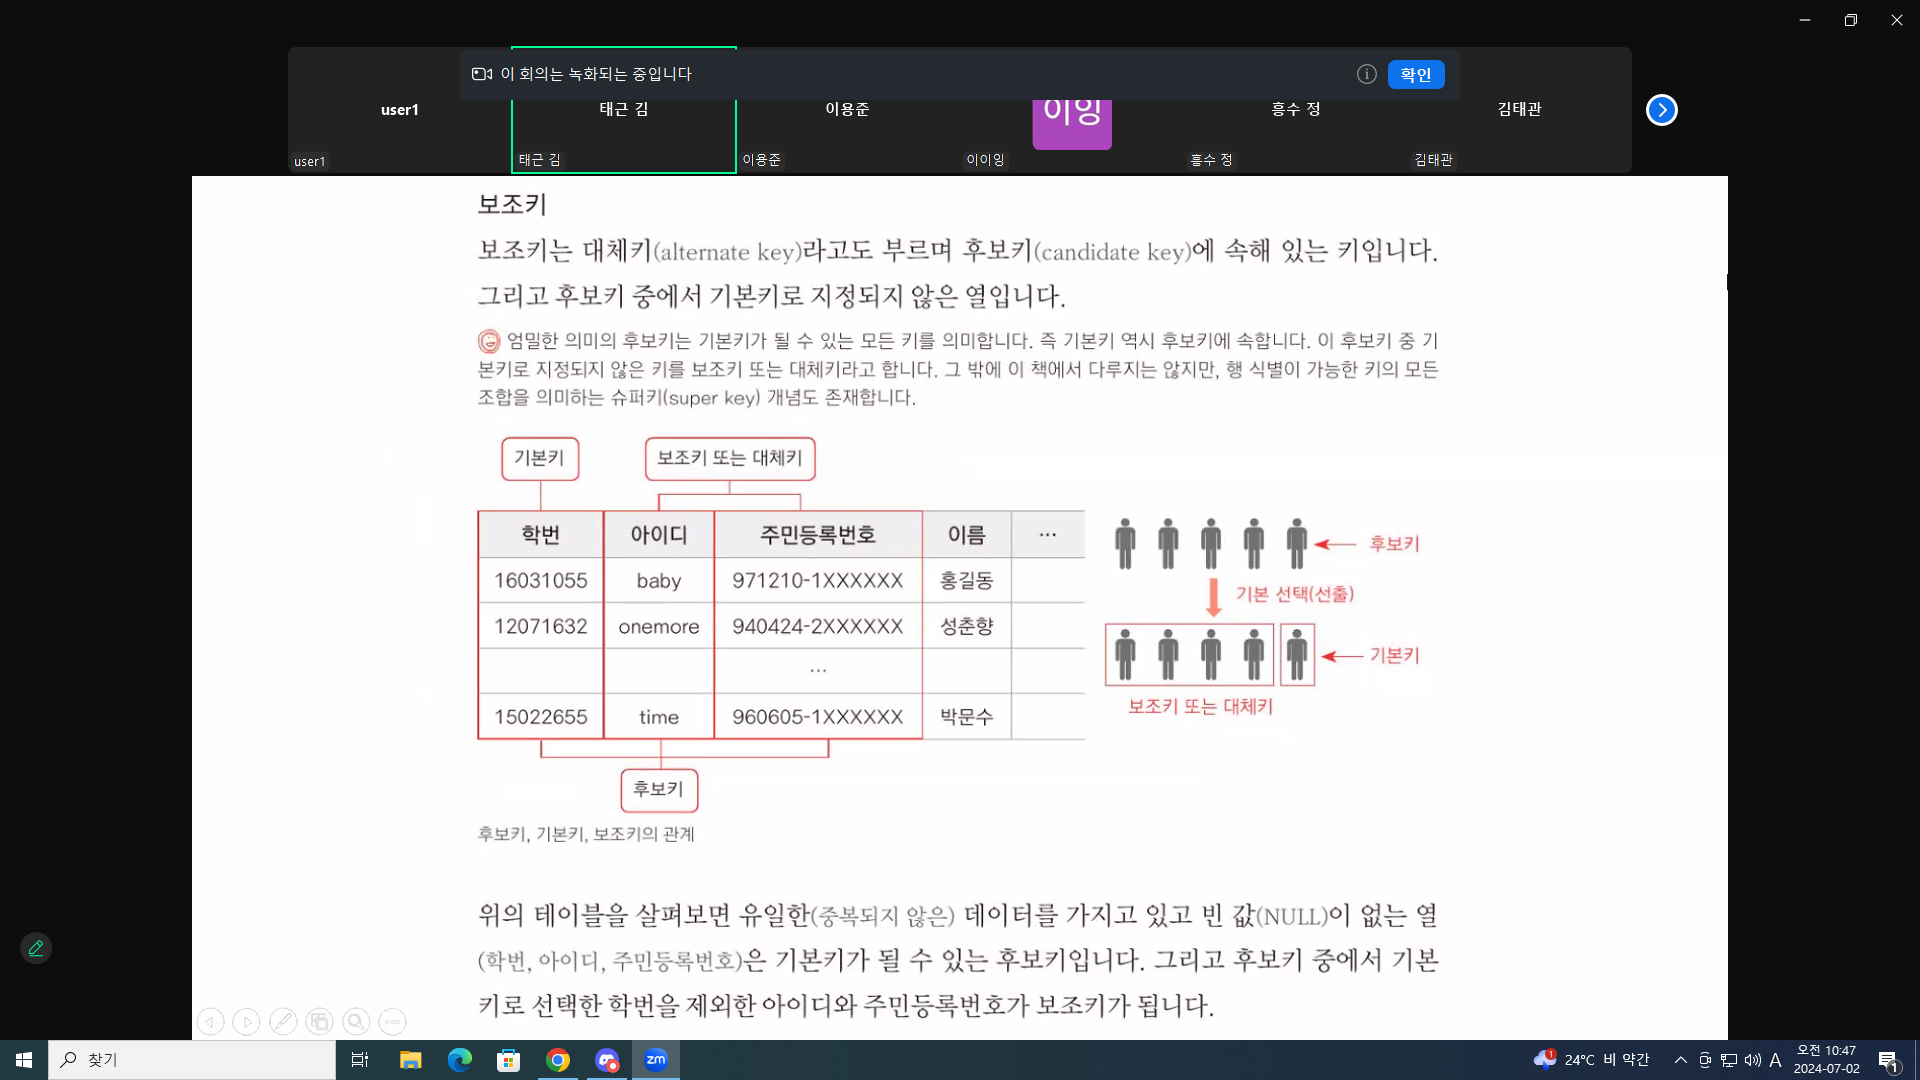 이 회의는 녹화되는 중입니다
확인
user1
태근 김
이용준
이잉
흥수 정
김태관
user1
태근 김
이용준
이이잉
흥수 정
김태관
보조키
보조키는 대체키(alternate key)라고도 부르며 후보키(candidate key)에 속해 있는 키입니다.
그리고 후보키 중에서 기본키로 지정되지 않은 열입니다.
엄밀한 의미의 후보키는 기본키가 될 수 있는 모든 키를 의미합니다. 즉 기본키 역시 후보키에 속합니다. 이 후보키 중 기
본키로 지정되지 않은 키를 보조키 또는 대체키라고 합니다. 그 밖에 이 책에서 다루지는 않지만, 행 식별이 가능한 키의 모든
조합을 의미하는 슈퍼키(super key) 개념도 존재합니다.
기본키
보조키 또는 대체키
학번 아이디 주민등록번호 이름 ...
16031055 baby 971210-1XXXXXX 홍길동
12071632 onemore 940424-2XXXXXX 성춘향
...
15022655 time 960605-1XXXXXX 박문수
후보키
후보키, 기본키, 보조키의 관계
후보키
기본 선택(선출)
기본키
보조키 또는 대체키
위의 테이블을 살펴보면 유일한(중복되지 않은) 데이터를 가지고 있고 빈 값(NULL)이 없는 열
(학번, 아이디, 주민등록번호)은 기본키가 될 수 있는 후보키입니다. 그리고 후보키 중에서 기본
키로 선택한 학번을 제외한 아이디와 주민등록번호가 보조키가 됩니다.
찾기
zm
1
24°C 비 약간
A
오전 10:47
2024-07-02
1